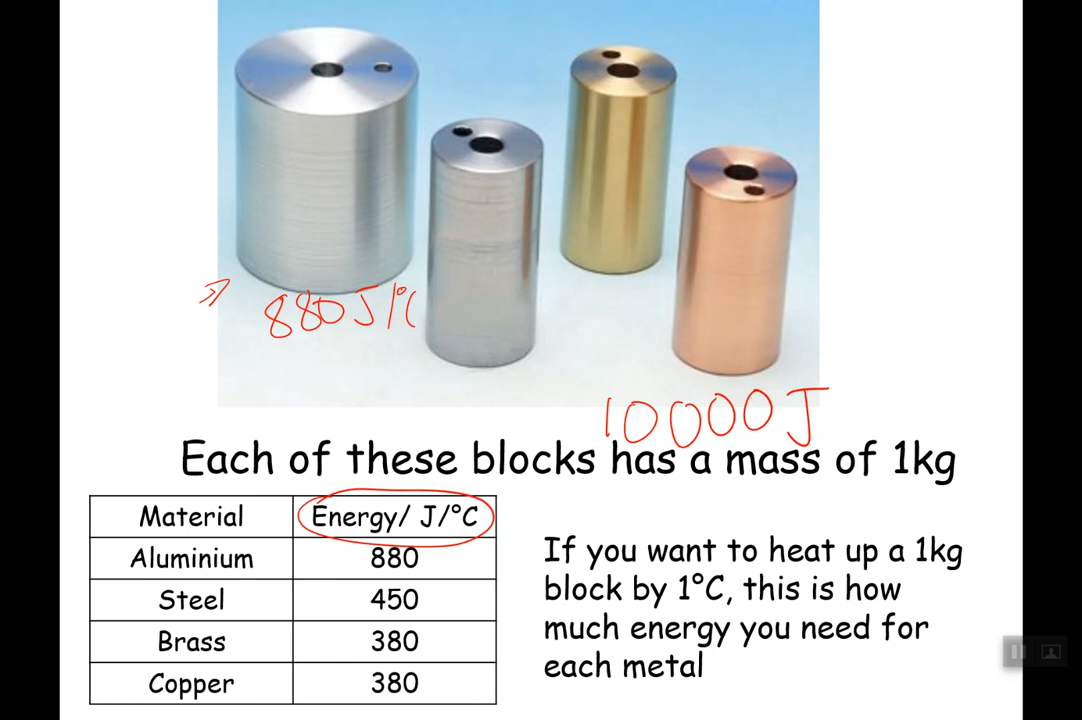 880J/°C
10000J
Each of these blocks has a mass of 1kg
Material Energy/ J/°C
Aluminium 880
Steel 450
Brass 380
Copper 380
If you want to heat up a 1kg
block by 1°C, this is how
much energy you need for
each metal